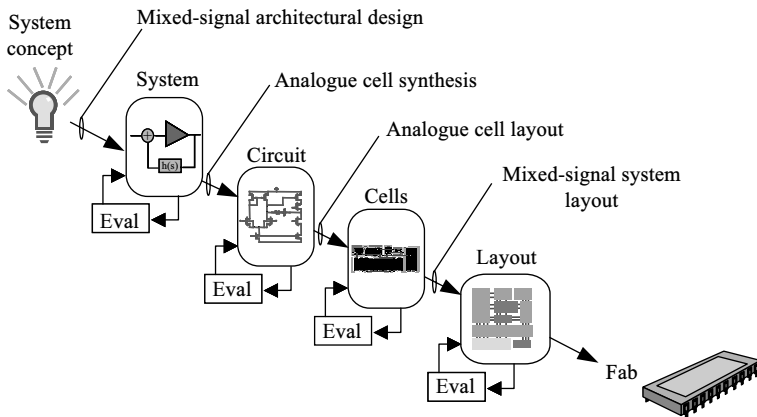 System
concept
Mixed-signal architectural design
System
Analogue cell synthesis
h(s)
Circuit
Analogue cell layout
Eval
Cells
Mixed-signal system
layout
Eval
Layout
Eval
Fab
Eval